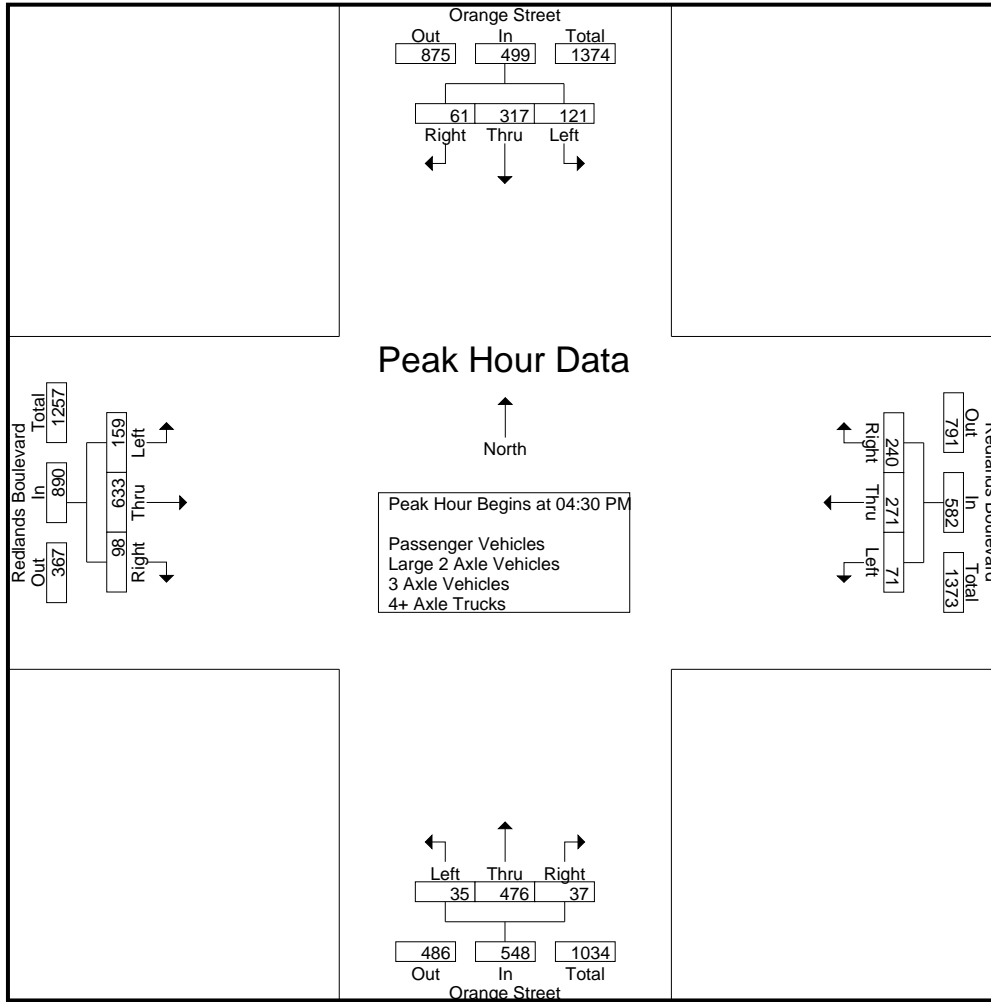 Orange Street
Out In Total
875 499 1374
61 317 121
Right Thru Left
Peak Hour Data
North
Peak Hour Begins at 04:30 PM
Passenger Vehicles
Large 2 Axle Vehicles
3 Axle Vehicles
4+ Axle Trucks
Redlands Boulevard
Out In Total
367 890 1257
159 633 98
Left Thru Right
Redlands Boulevard
Out In Total
791 582 1373
240 271 71
Right Thru Left
Left Thru Right
35 476 37
486 548 1034
Out In Total
Orange Street